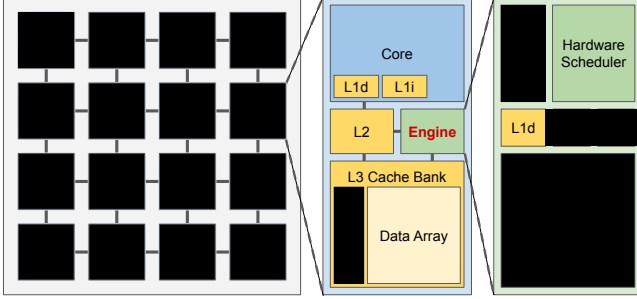 Core
L1d
L1i
L2
Engine
L3 Cache Bank
Data Array
Hardware
Scheduler
L1d